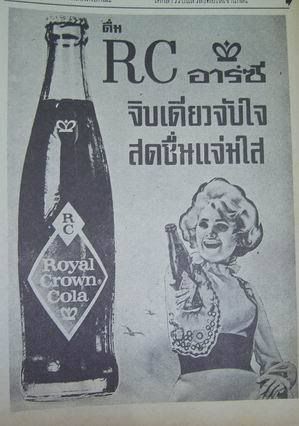 ดื่ม
RC อาร์ซี
จิบเดียวจับใจ
สดชื่นแจ่มใส
R
C
Royal
Crown
Cola